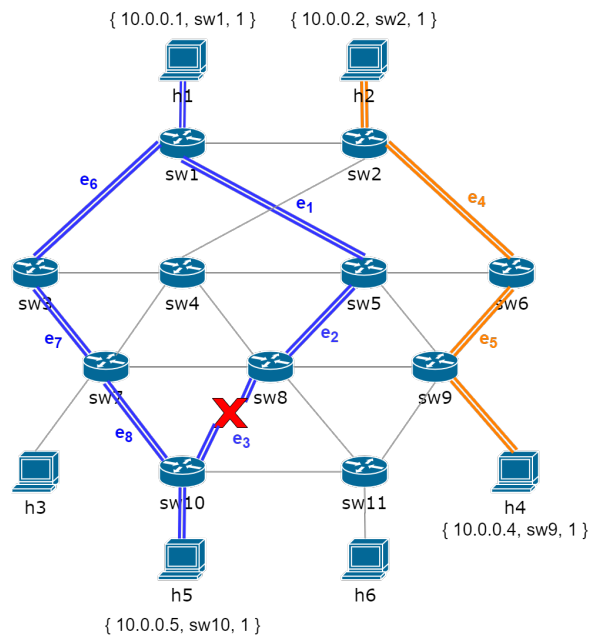 { 10.0.0.1, sw1, 1 } { 10.0.0.2, sw2, 1 }
h1 h2
sw1 sw2
e6 e1 e4
sw3 sw4 sw5 sw6
e7 e2 e5
sw7 sw8 sw9
e8 X e3
sw10 sw11
h3 h4
{ 10.0.0.4, sw9, 1 }
h5 h6
{ 10.0.0.5, sw10, 1 }